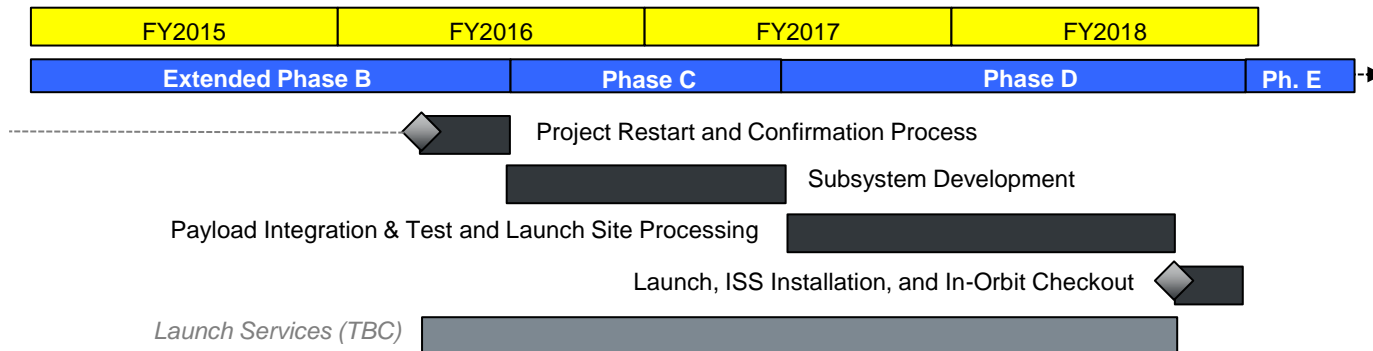 FY2015 FY2016 FY2017 FY2018
Extended Phase B Phase C Phase D Ph. E
Project Restart and Confirmation Process
Subsystem Development
Payload Integration & Test and Launch Site Processing
Launch, ISS Installation, and In-Orbit Checkout
Launch Services (TBC)